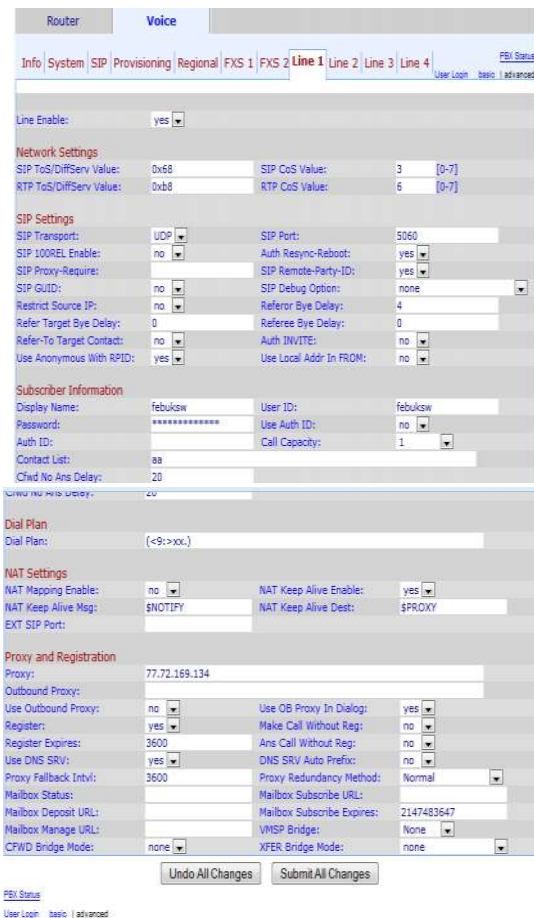 Router Voice
Info System SIP Provisioning Regional FXS 1 FXS 2 Line 1 Line 2 Line 3 Line 4
PBX Status
User Login basic | advanced
Line Enable: yes
Network Settings
SIP ToS/DiffServ Value: 0x68 SIP CoS Value: 3 [0-7]
RTP ToS/DiffServ Value: 0xb8 RTP CoS Value: 6 [0-7]
SIP Settings
SIP Transport: UDP SIP Port: 5060
SIP 100REL Enable: no Auth Resync-Reboot: yes
SIP Proxy-Require: SIP Remote-Party-ID: yes
SIP GUID: no SIP Debug Option: none
Restrict Source IP: no Referor Bye Delay: 4
Refer Target Bye Delay: 0 Referee Bye Delay: 0
Refer-To Target Contact: no Auth INVITE: no
Use Anonymous With RPID: yes Use Local Addr In FROM: no
Subscriber Information
Display Name: febuksw User ID: febuksw
Password: ************* Use Auth ID: no
Auth ID: Call Capacity: 1
Contact List: aa
Cfwd No Ans Delay: 20
Cfwd No Ans Delay: 20
Dial Plan
Dial Plan: (<9:>xx.)
NAT Settings
NAT Mapping Enable: no NAT Keep Alive Enable: yes
NAT Keep Alive Msg: $NOTIFY NAT Keep Alive Dest: $PROXY
EXT SIP Port:
Proxy and Registration
Proxy: 77.72.169.134
Outbound Proxy:
Use Outbound Proxy: no Use OB Proxy In Dialog: yes
Register: yes Make Call Without Reg: no
Register Expires: 3600 Ans Call Without Reg: no
Use DNS SRV: yes DNS SRV Auto Prefix: no
Proxy Fallback Intvl: 3600 Proxy Redundancy Method: Normal
Mailbox Status: Mailbox Subscribe URL:
Mailbox Deposit URL: Mailbox Subscribe Expires: 2147483647
Mailbox Manage URL: VMSP Bridge: None
CFWD Bridge Mode: none XFER Bridge Mode: none
Undo All Changes Submit All Changes
PBX Status
User Login basic | advanced